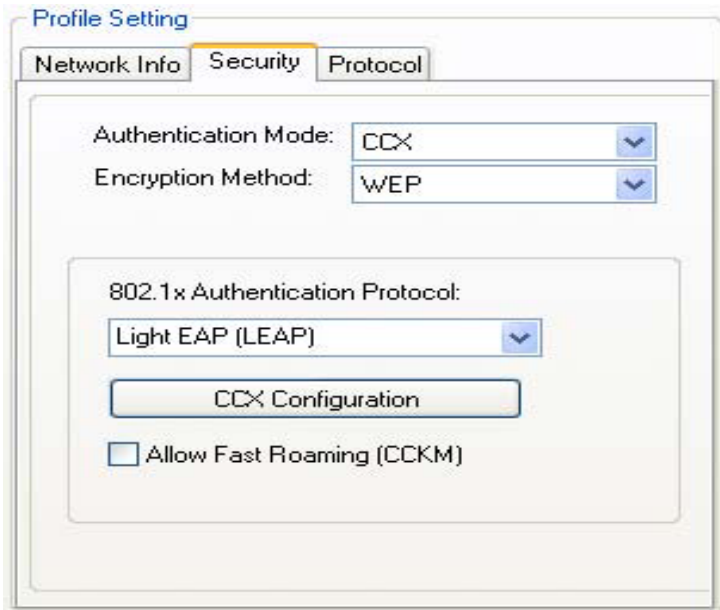 Profile Setting
Network Info Security Protocol
Authentication Mode: CCX
Encryption Method: WEP
802.1x Authentication Protocol:
Light EAP (LEAP)
CCX Configuration
Allow Fast Roaming (CCKM)